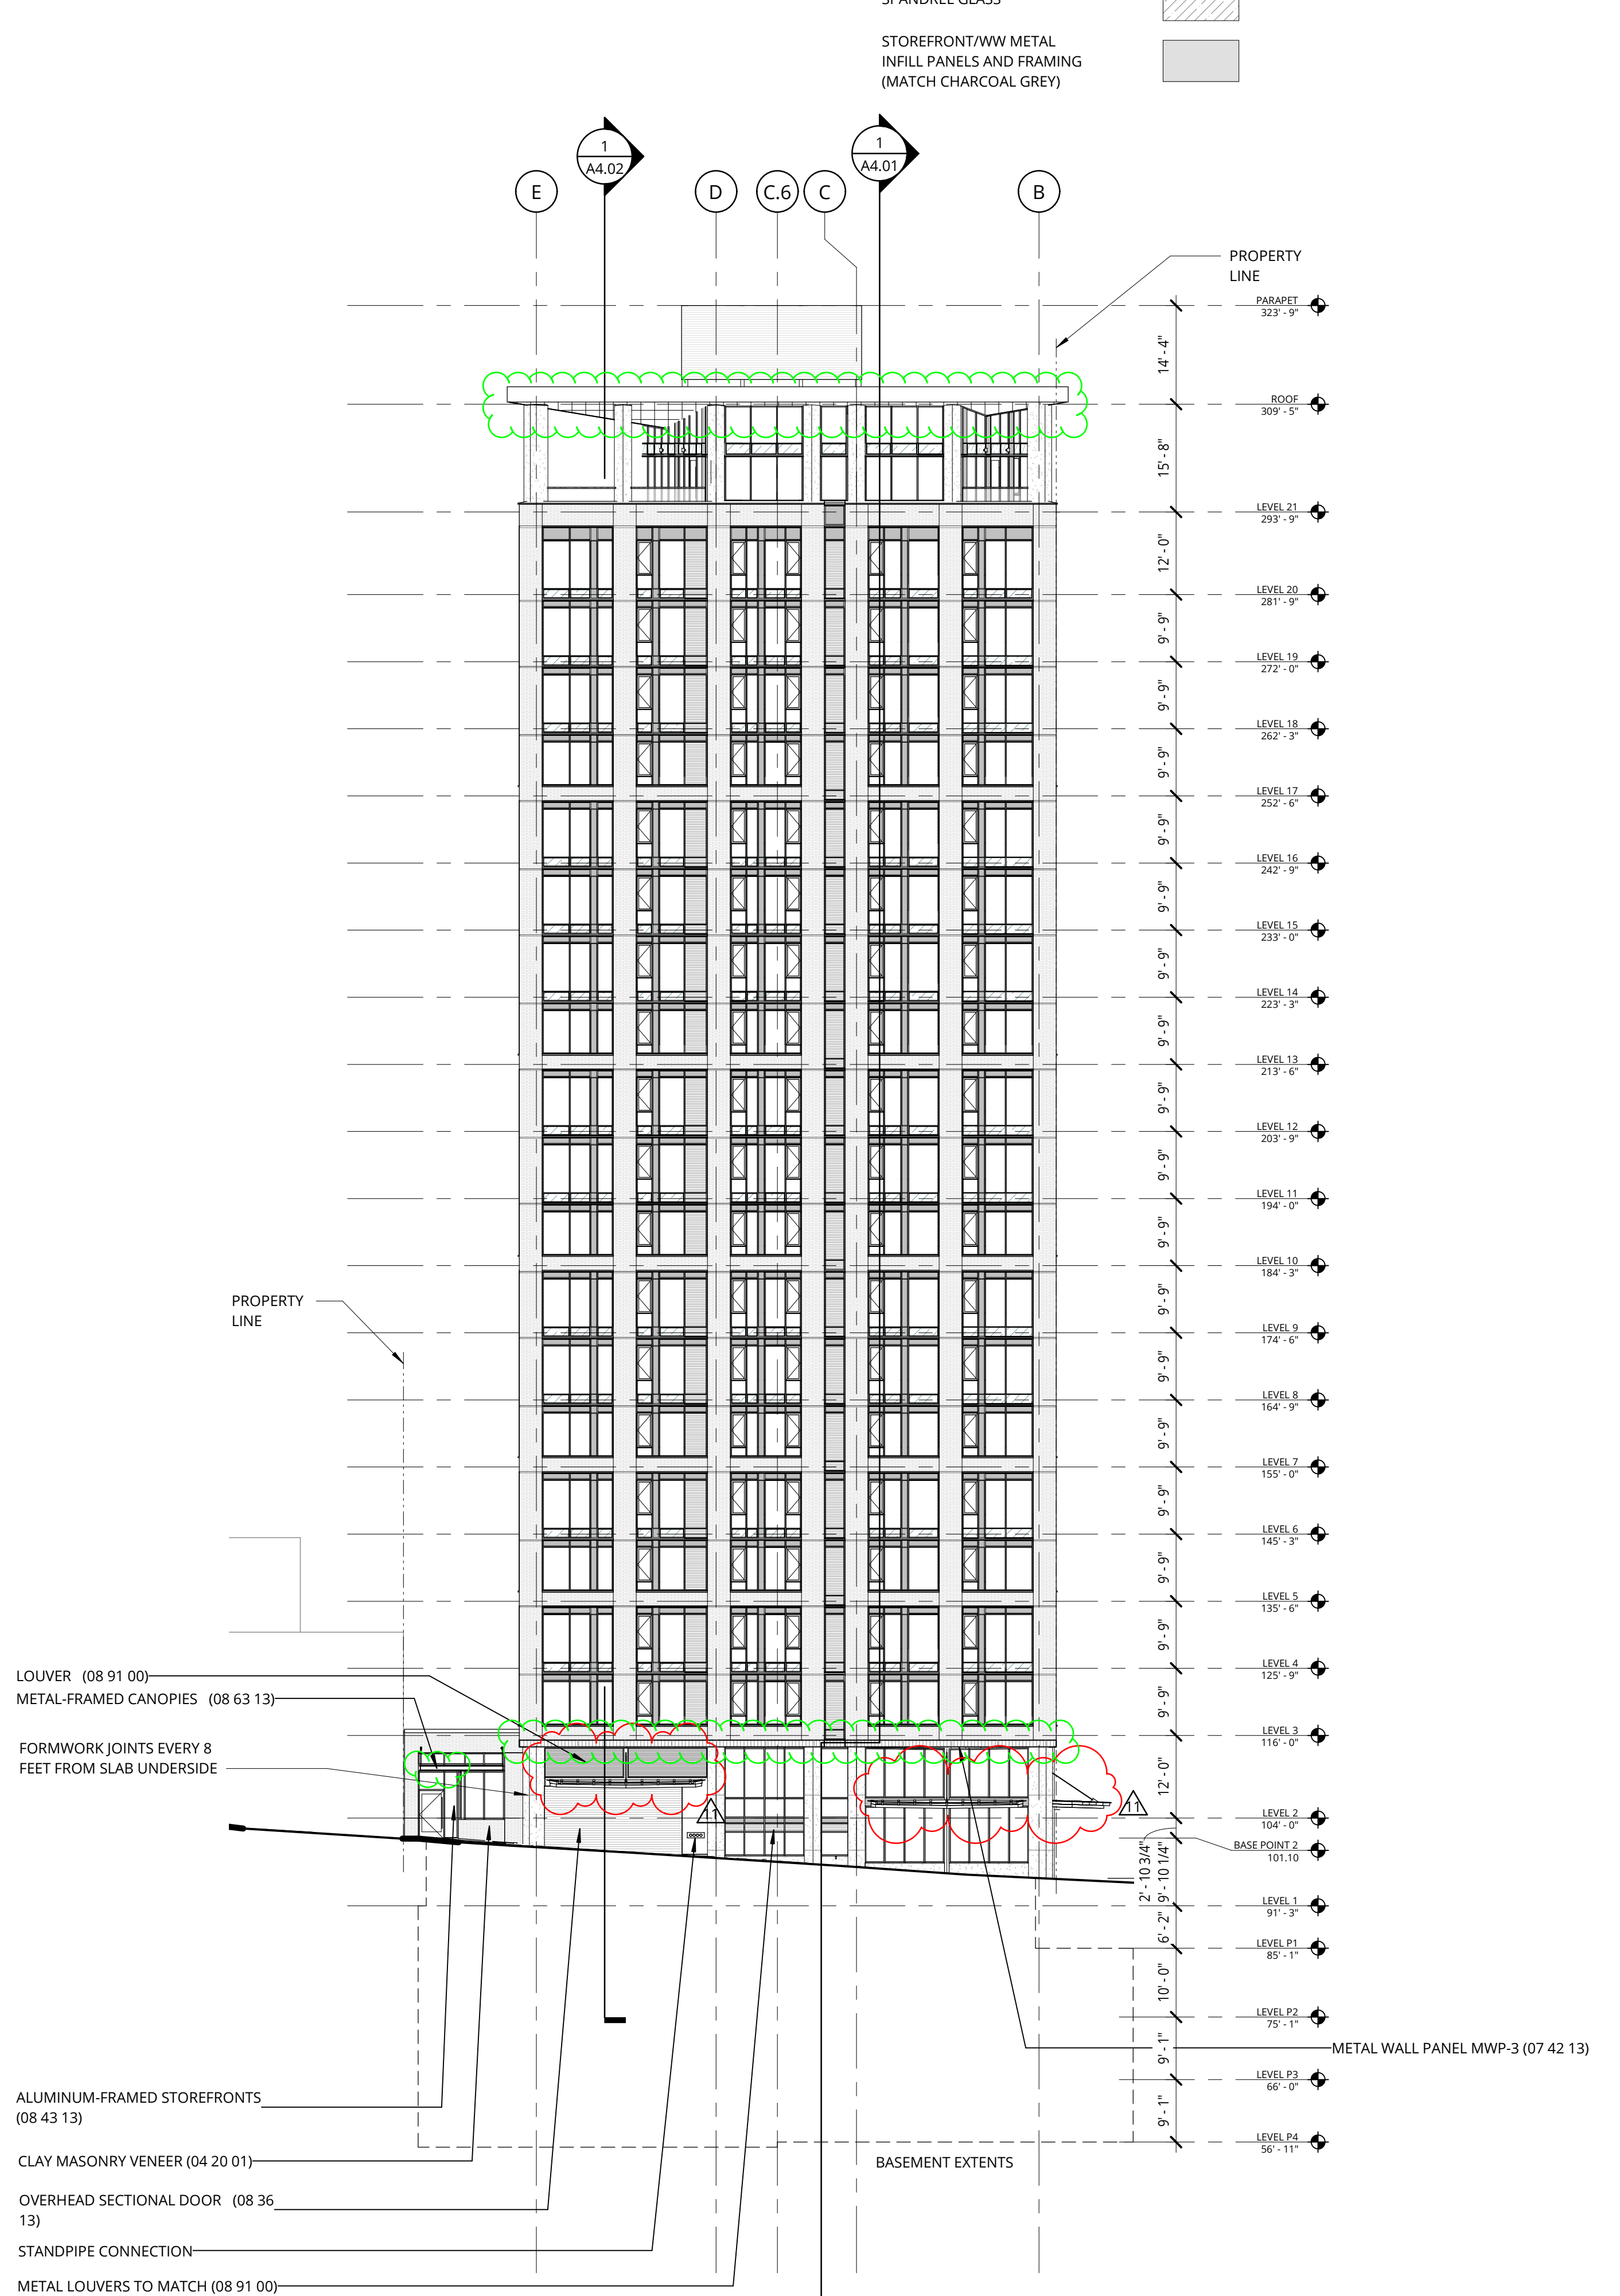 SPANDREL GLASS
STOREFRONT/WW METAL
INFILL PANELS AND FRAMING
(MATCH CHARCOAL GREY)
1
A4.02
1
A4.01
E
D
C.6
C
B
PROPERTY
LINE
PARAPET
323' - 9"
14' - 4"
ROOF
309' - 5"
15' - 8"
LEVEL 21
293' - 9"
12' - 0"
LEVEL 20
281' - 9"
9' - 9"
LEVEL 19
272' - 0"
9' - 9"
LEVEL 18
262' - 3"
9' - 9"
LEVEL 17
252' - 6"
9' - 9"
LEVEL 16
242' - 9"
9' - 9"
LEVEL 15
233' - 0"
9' - 9"
LEVEL 14
223' - 3"
9' - 9"
LEVEL 13
213' - 6"
9' - 9"
LEVEL 12
203' - 9"
9' - 9"
LEVEL 11
194' - 0"
9' - 9"
LEVEL 10
184' - 3"
9' - 9"
PROPERTY
LINE
LEVEL 9
174' - 6"
9' - 9"
LEVEL 8
164' - 9"
9' - 9"
LEVEL 7
155' - 0"
9' - 9"
LEVEL 6
145' - 3"
9' - 9"
LEVEL 5
135' - 6"
9' - 9"
LEVEL 4
125' - 9"
9' - 9"
LOUVER (08 91 00)
METAL-FRAMED CANOPIES (08 63 13)
LEVEL 3
116' - 0"
FORMWORK JOINTS EVERY 8
FEET FROM SLAB UNDERSIDE
12' - 0"
11
11
LEVEL 2
104' - 0"
BASE POINT 2
101.10
2' - 10 3/4"
9' - 10 1/4"
LEVEL 1
91' - 3"
6' - 2"
LEVEL P1
85' - 1"
10' - 0"
LEVEL P2
75' - 1"
9' - 1"
METAL WALL PANEL MWP-3 (07 42 13)
LEVEL P3
66' - 0"
9' - 1"
LEVEL P4
56' - 11"
ALUMINUM-FRAMED STOREFRONTS
(08 43 13)
CLAY MASONRY VENEER (04 20 01)
BASEMENT EXTENTS
OVERHEAD SECTIONAL DOOR (08 36
13)
STANDPIPE CONNECTION
METAL LOUVERS TO MATCH (08 91 00)